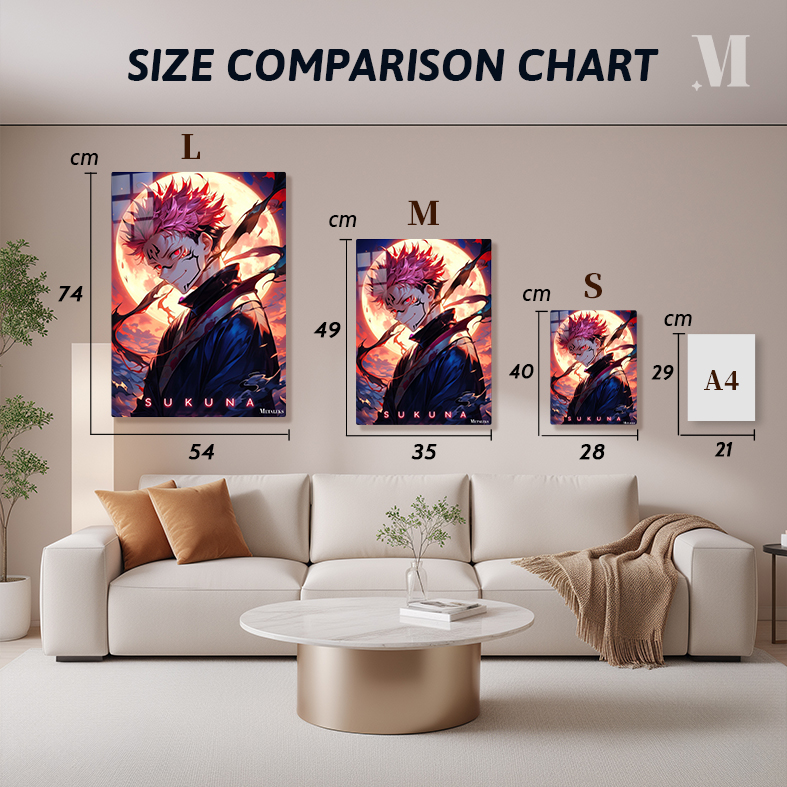 SIZE COMPARISON CHART
M
cm
L
74
54
SUKUNA
METALIXS
cm
M
49
35
SUKUNA
cm
S
40
28
SUKUNA
cm
29
A4
21